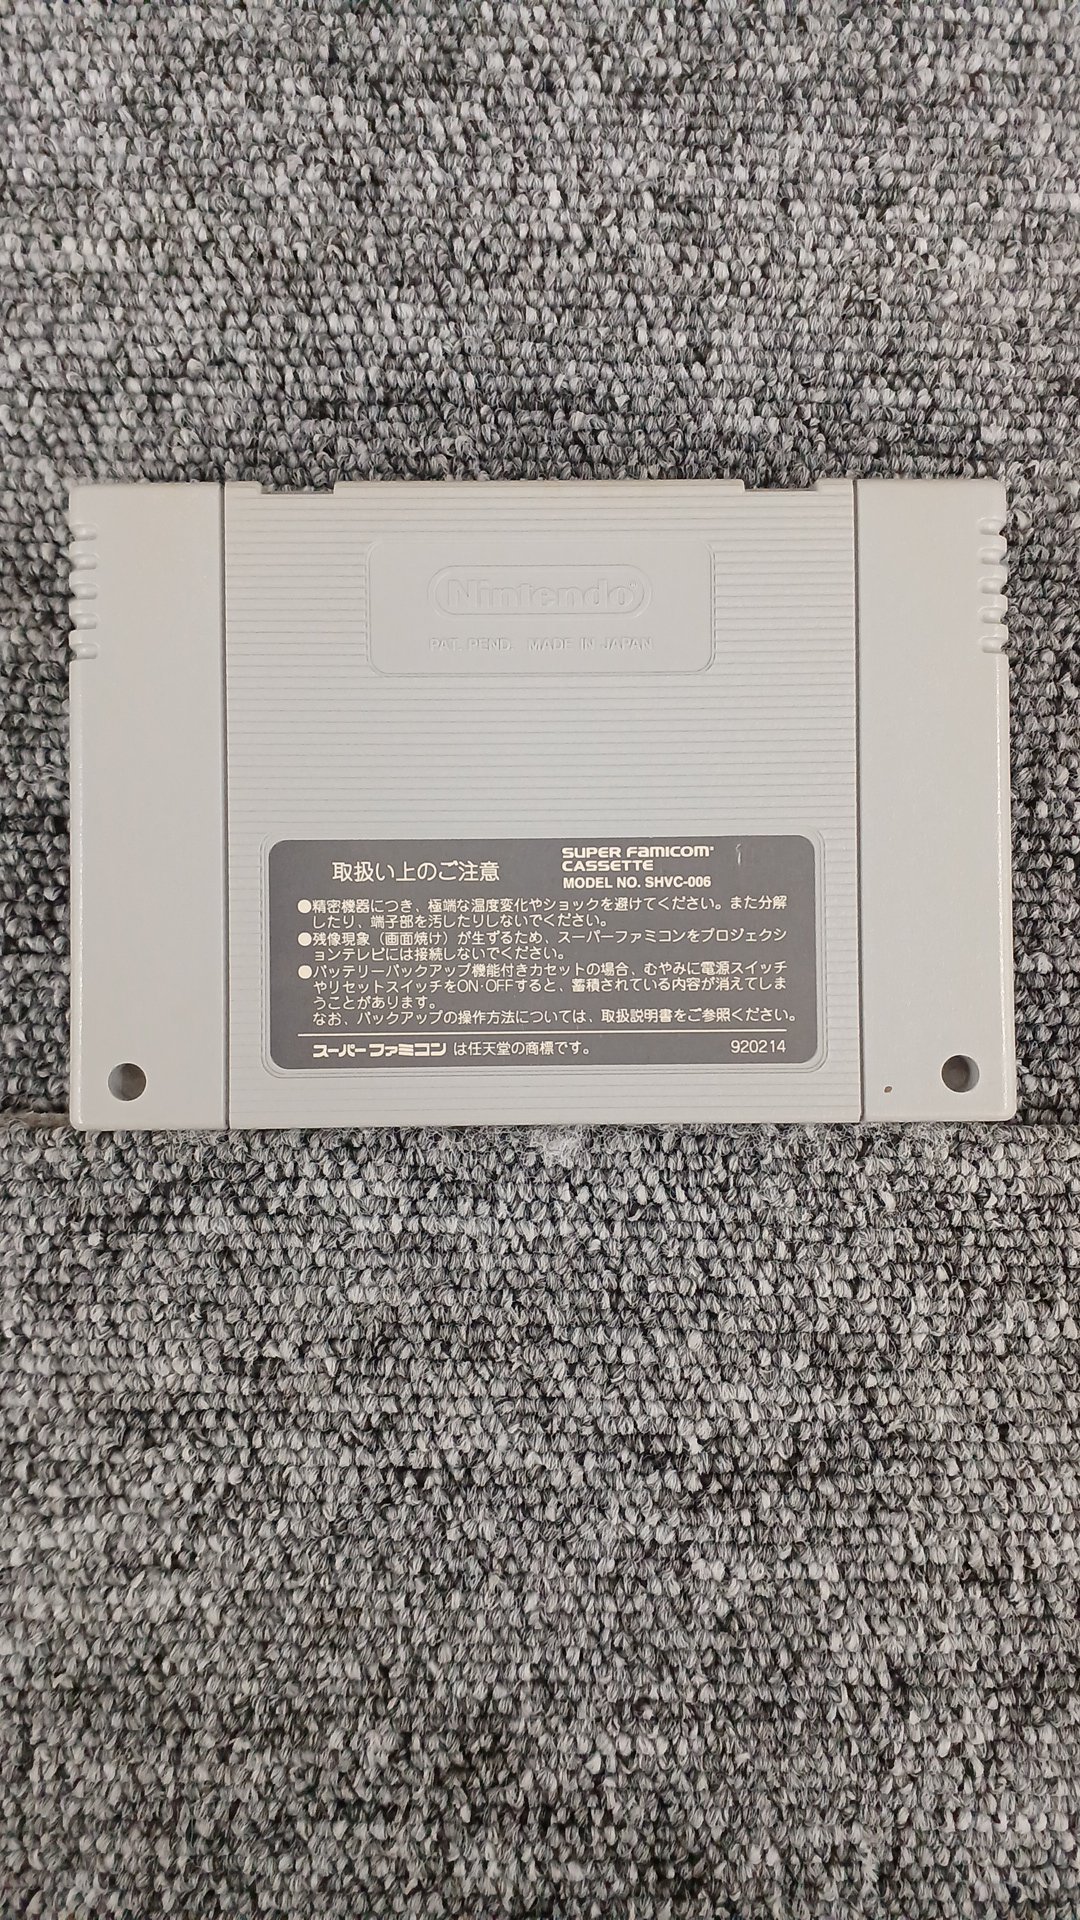 Nintendo
PAT. PEND. MADE IN JAPAN
取扱い上のご注意
SUPER FAMICOM
CASSETTE
MODEL NO. SHVC-006
●精密機器につき、極端な温度変化やショックを避けてください。また分解
したり、端子部を汚したりしないでください。
●残像現象（画面焼け）が生ずるため、スーパーファミコンをプロジェクシ
ョンテレビには接続しないでください。
●バッテリーバックアップ機能付きカセットの場合、むやみに電源スイッチ
やリセットスイッチをON·OFFすると、蓄積されている内容が消えてしま
うことがあります。
なお、バックアップの操作方法については、取扱説明書をご参照ください。
スーパーファミコンは任天堂の商標です。
920214